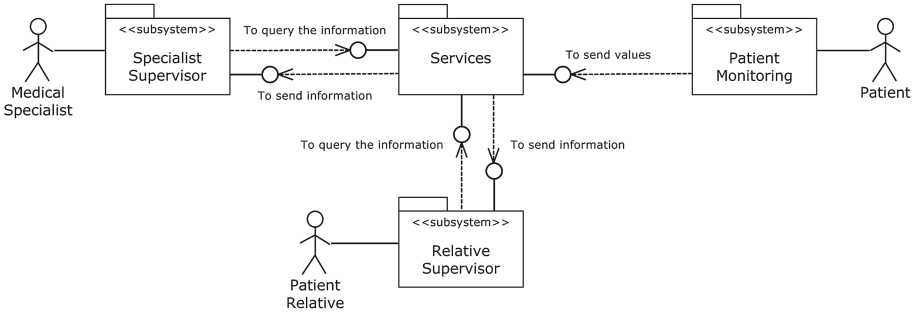 <<subsystem>>
Specialist
Supervisor
Medical
Specialist
To query the information
To send information
<<subsystem>>
Services
To send values
<<subsystem>>
Patient
Monitoring
Patient
To query the information
To send information
<<subsystem>>
Relative
Supervisor
Patient
Relative